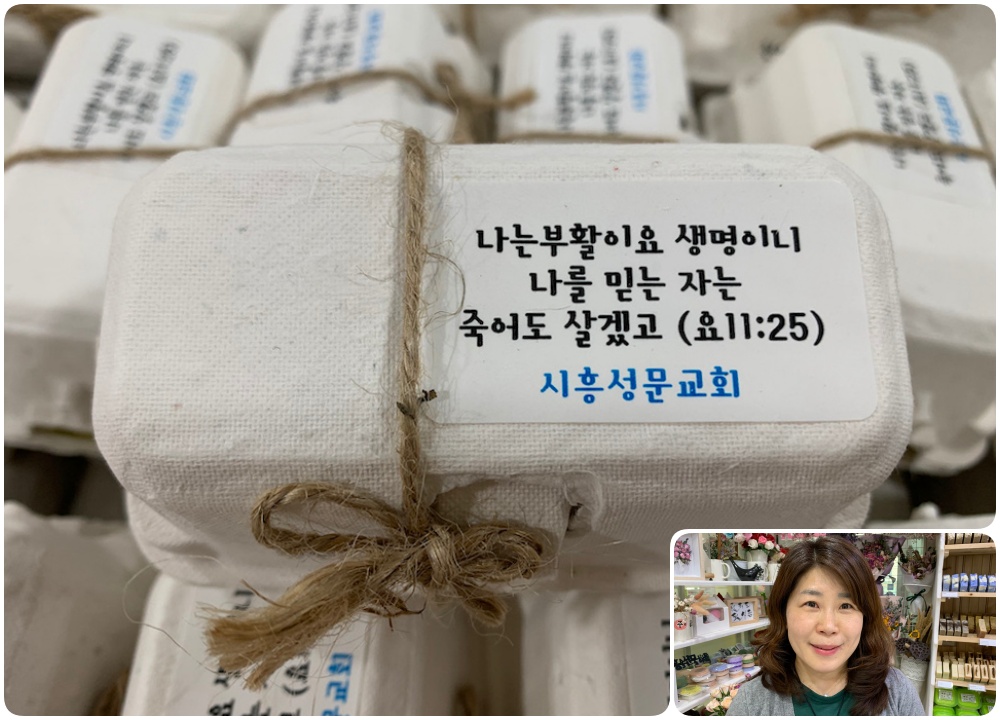 나는부활이요 생명이니
나를 믿는 자는
죽어도 살겠고 (요11:25)
시흥성문교회